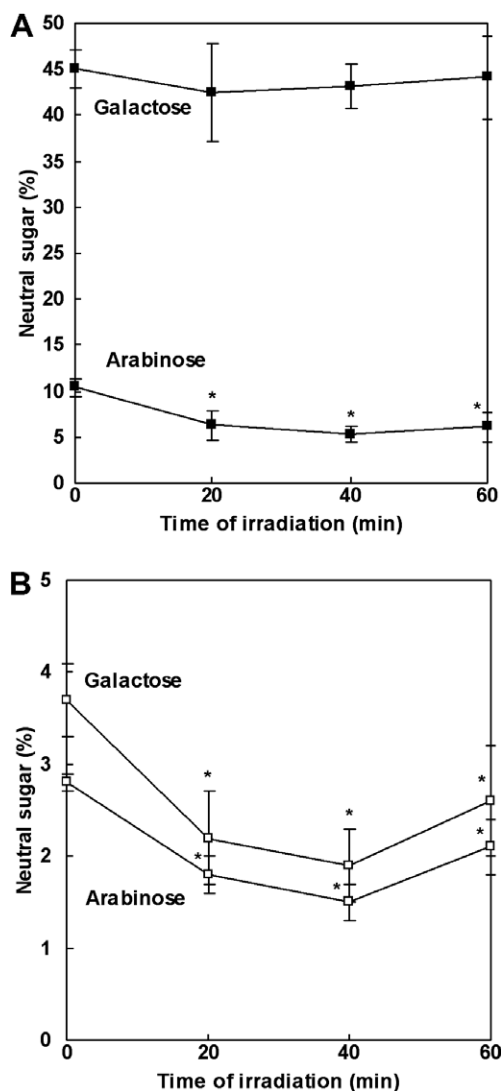 A
50
45
40
35
30
25
20
15
10
5
0
Neutral sugar (%)
Galactose
Arabinose
*
*
*
0 20 40 60
Time of irradiation (min)
B
5
4
3
2
1
0
Neutral sugar (%)
Galactose
Arabinose
*
*
*
*
*
*
0 20 40 60
Time of irradiation (min)